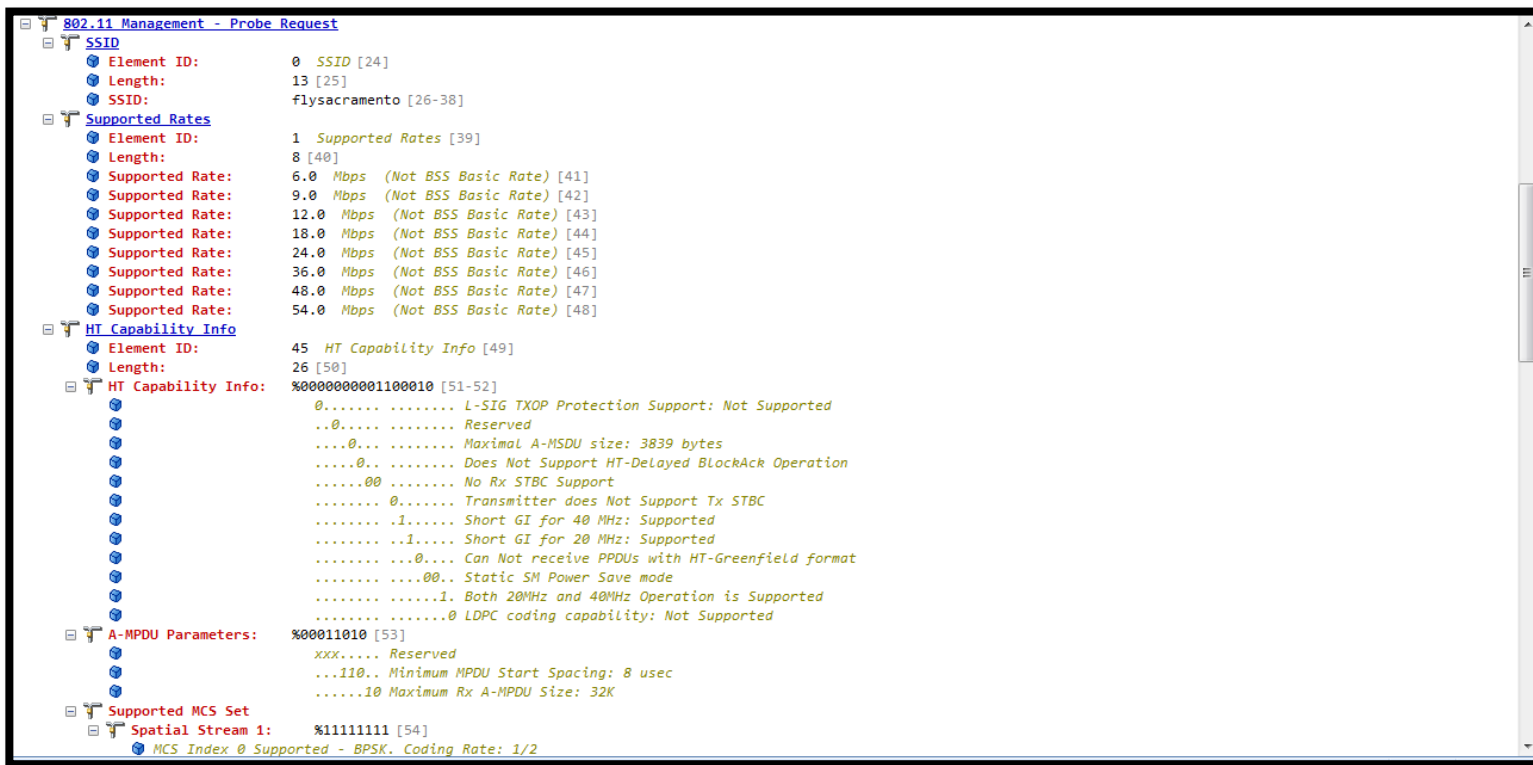 802.11 Management - Probe Request
SSID
Element ID: 0 SSID [24]
Length: 13 [25]
SSID: flysacramento [26-38]
Supported Rates
Element ID: 1 Supported Rates [39]
Length: 8 [40]
Supported Rate: 6.0 Mbps (Not BSS Basic Rate) [41]
Supported Rate: 9.0 Mbps (Not BSS Basic Rate) [42]
Supported Rate: 12.0 Mbps (Not BSS Basic Rate) [43]
Supported Rate: 18.0 Mbps (Not BSS Basic Rate) [44]
Supported Rate: 24.0 Mbps (Not BSS Basic Rate) [45]
Supported Rate: 36.0 Mbps (Not BSS Basic Rate) [46]
Supported Rate: 48.0 Mbps (Not BSS Basic Rate) [47]
Supported Rate: 54.0 Mbps (Not BSS Basic Rate) [48]
HT Capability Info
Element ID: 45 HT Capability Info [49]
Length: 26 [50]
HT Capability Info: %0000000001100010 [51-52]
0....... ........ L-SIG TXOP Protection Support: Not Supported
..0..... ........ Reserved
....0... ........ Maximal A-MSDU size: 3839 bytes
.....0.. ........ Does Not Support HT-Delayed BlockAck Operation
......00 ........ No Rx STBC Support
........ 0....... Transmitter does Not Support Tx STBC
........ .1...... Short GI for 40 MHz: Supported
........ ..1..... Short GI for 20 MHz: Supported
........ ...0.... Can Not receive PPDUs with HT-Greenfield format
........ ....00.. Static SM Power Save mode
........ ......1. Both 20MHz and 40MHz Operation is Supported
........ .......0 LDPC coding capability: Not Supported
A-MPDU Parameters: %00011010 [53]
xxx..... Reserved
...110.. Minimum MPDU Start Spacing: 8 usec
......10 Maximum Rx A-MPDU Size: 32K
Supported MCS Set
Spatial Stream 1: %11111111 [54]
MCS Index 0 Supported - BPSK. Coding Rate: 1/2